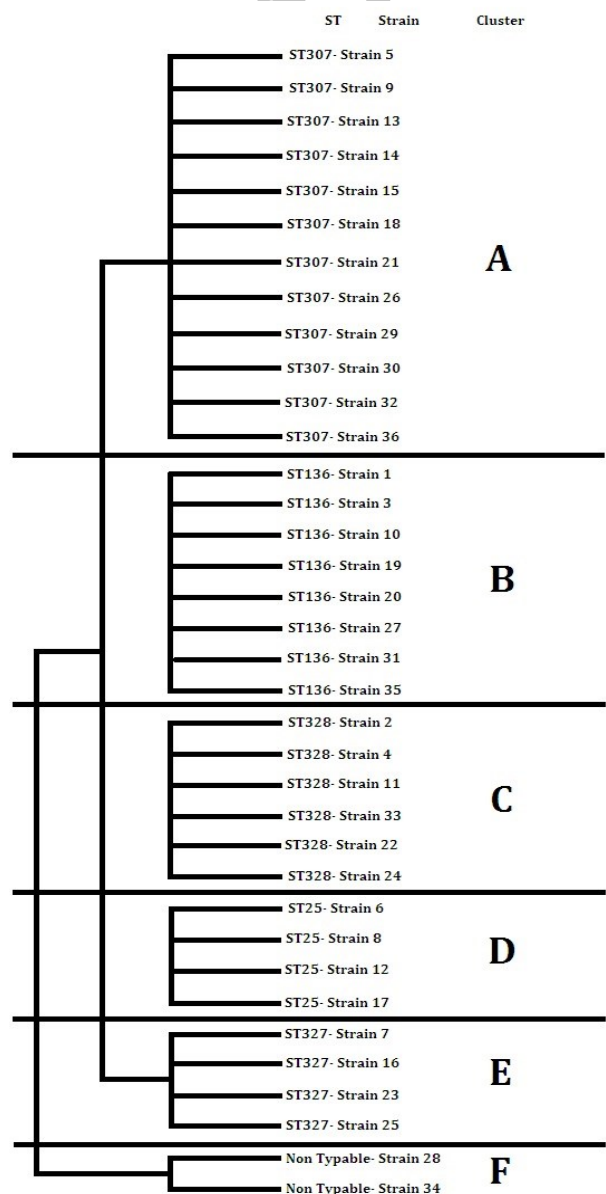 ST Strain Cluster
ST307- Strain 5
ST307- Strain 9
ST307- Strain 13
ST307- Strain 14
ST307- Strain 15
ST307- Strain 18
ST307- Strain 21
A
ST307- Strain 26
ST307- Strain 29
ST307- Strain 30
ST307- Strain 32
ST307- Strain 36
ST136- Strain 1
ST136- Strain 3
ST136- Strain 10
ST136- Strain 19
B
ST136- Strain 20
ST136- Strain 27
ST136- Strain 31
ST136- Strain 35
ST328- Strain 2
ST328- Strain 4
ST328- Strain 11
C
ST328- Strain 33
ST328- Strain 22
ST328- Strain 24
ST25- Strain 6
ST25- Strain 8
D
ST25- Strain 12
ST25- Strain 17
ST327- Strain 7
ST327- Strain 16
E
ST327- Strain 23
ST327- Strain 25
Non Typable- Strain 28
F
Non Typable- Strain 34